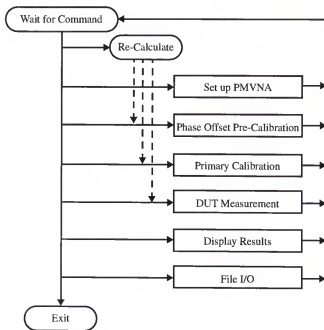 Wait for Command
Re-Calculate
Set up PMVNA
Phase Offset Pre-Calibration
Primary Calibration
DUT Measurement
Display Results
File I/O
Exit